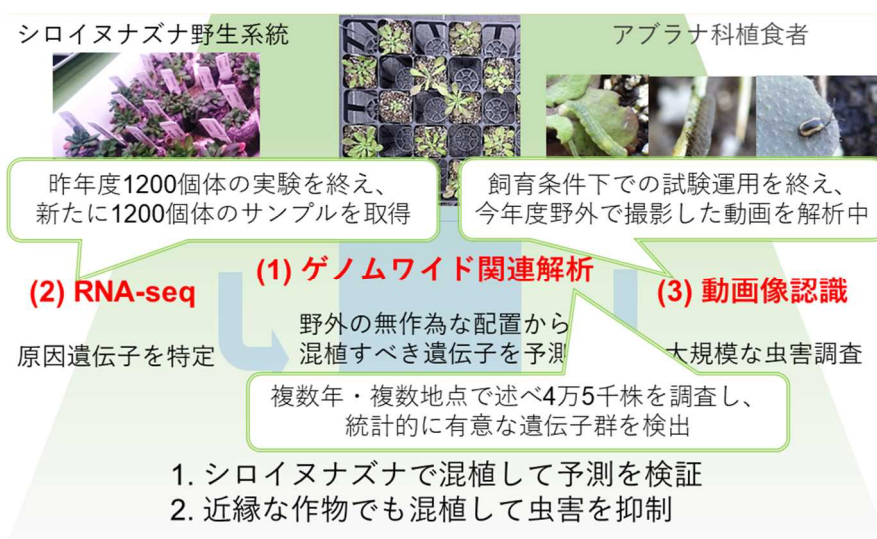 シロイヌナズナ野生系統
アブラナ科植食者
昨年度1200個体の実験を終え、
新たに1200個体のサンプルを取得
飼育条件下での試験運用を終え、
今年度野外で撮影した動画を解析中
(2) RNA-seq
(1) ゲノムワイド関連解析
(3) 動画像認識
原因遺伝子を特定
野外の無作為な配置から
混植すべき遺伝子を予測
大規模な虫害調査
複数年・複数地点で述べ4万5千株を調査し、
統計的に有意な遺伝子群を検出
1. シロイヌナズナで混植して予測を検証
2. 近縁な作物でも混植して虫害を抑制